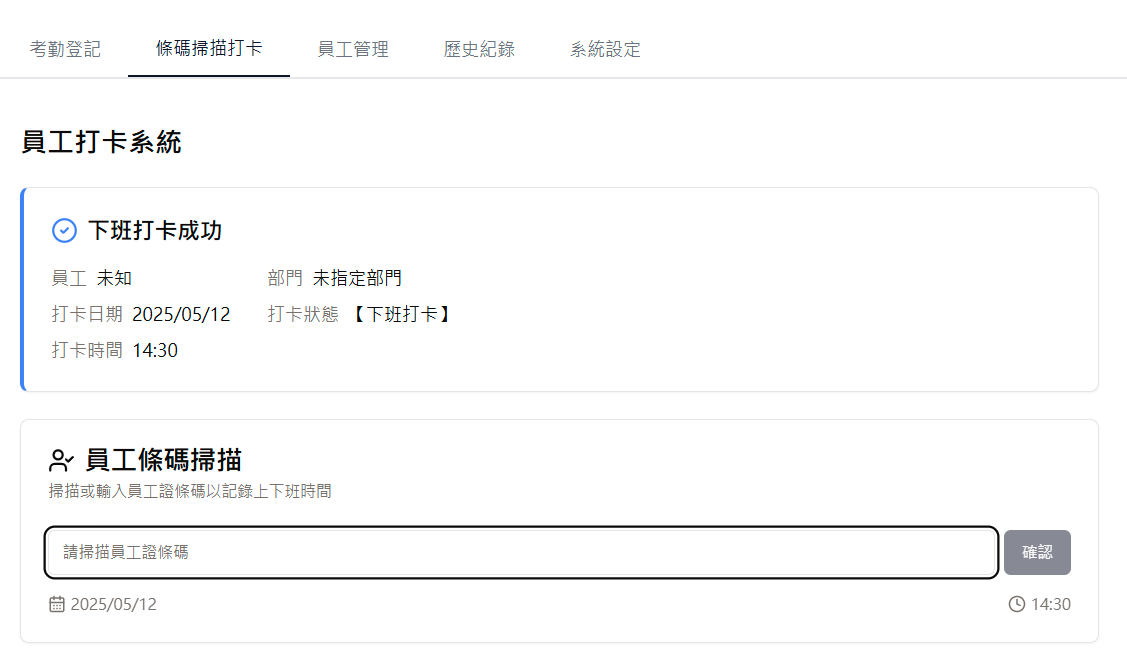 考勤登記 條碼掃描打卡 員工管理 歷史紀錄 系統設定
員工打卡系統
下班打卡成功
員工 未知 部門 未指定部門
打卡日期 2025/05/12 打卡狀態 【下班打卡】
打卡時間 14:30
員工條碼掃描
掃描或輸入員工證條碼以記錄上下班時間
請掃描員工證條碼 確認
2025/05/12 14:30